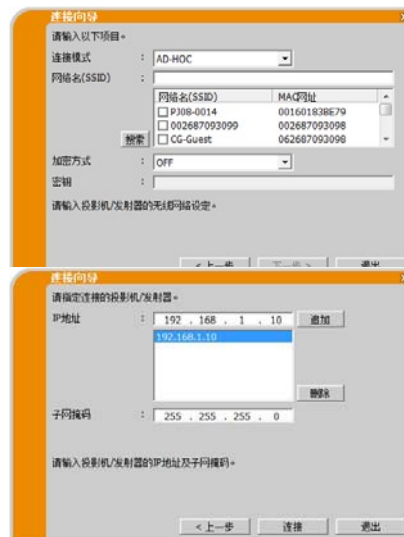 连接向导
请输入以下项目。
连接模式 : AD-HOC
网络名(SSID) :
网络名(SSID) MAC网址
PJ08-0014 00160183BE79
002687093099 002687093098
CG-Guest 062687093098
搜索
加密方式 : OFF
密钥 :
请输入投影机/发射器的无线网络设定。
<上一步 下一步> 退出
连接向导
请指定连接的投影机/发射器。
IP地址 : 192 . 168 . 1 . 10 追加
192.168.1.10
删除
子网掩码 : 255 . 255 . 255 . 0
请输入投影机/发射器的IP地址及子网掩码。
<上一步 连接 退出